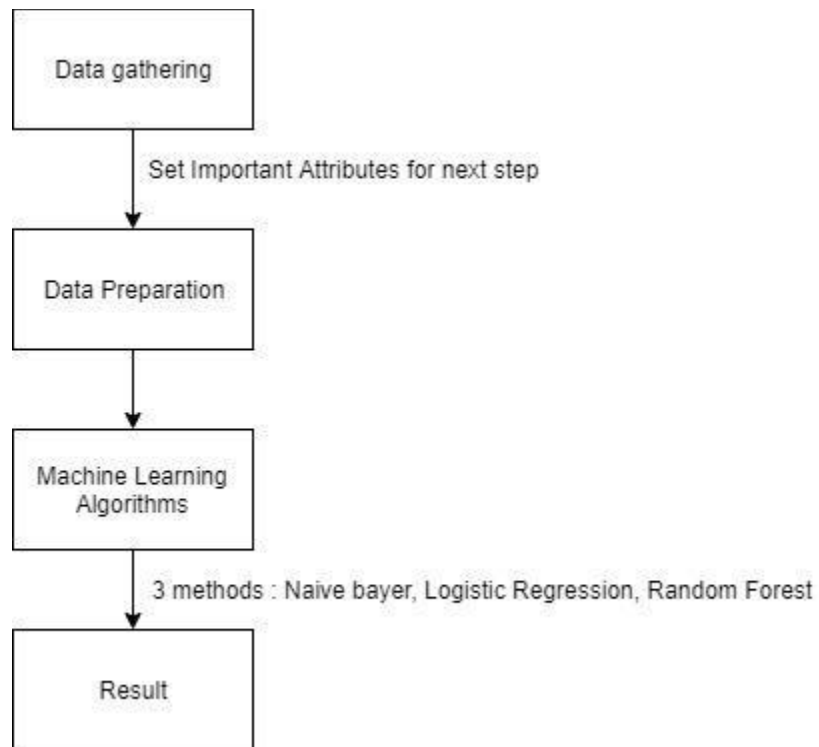 Data gathering
Set Important Attributes for next step
Data Preparation
Machine Learning
Algorithms
3 methods : Naive bayer, Logistic Regression, Random Forest
Result